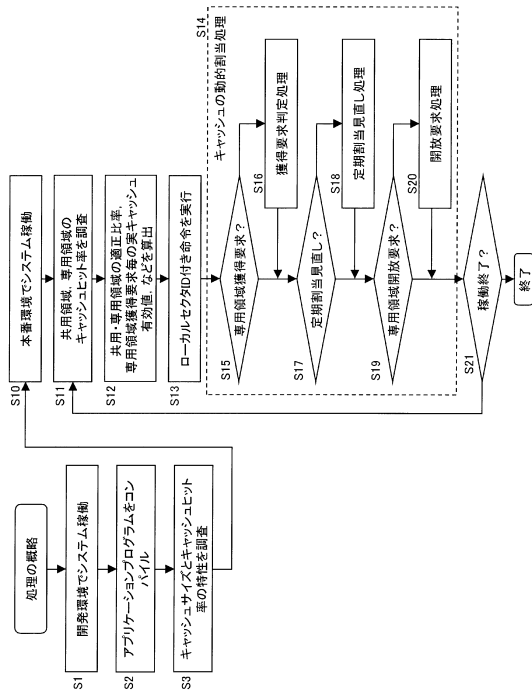 処理の概略
S1
開発環境でシステム稼働
S2
アプリケーションプログラムをコン
パイル
S3
キャッシュサイズとキャッシュヒット
率の特性を調査
S10
本番環境でシステム稼働
S11
共用領域、専用領域の
キャッシュヒット率を調査
S12
共用・専用領域の適正比率、
専用領域獲得要求毎の実キャッシュ
有効値、などを算出
S13
ローカルセクタID付き命令を実行
S14
キャッシュの動的割当処理
S15
専用領域獲得要求？
S16
獲得要求判定処理
S17
定期割当見直し？
S18
定期割当見直し処理
S19
専用領域開放要求？
S20
開放要求処理
S21
稼働終了？
終了